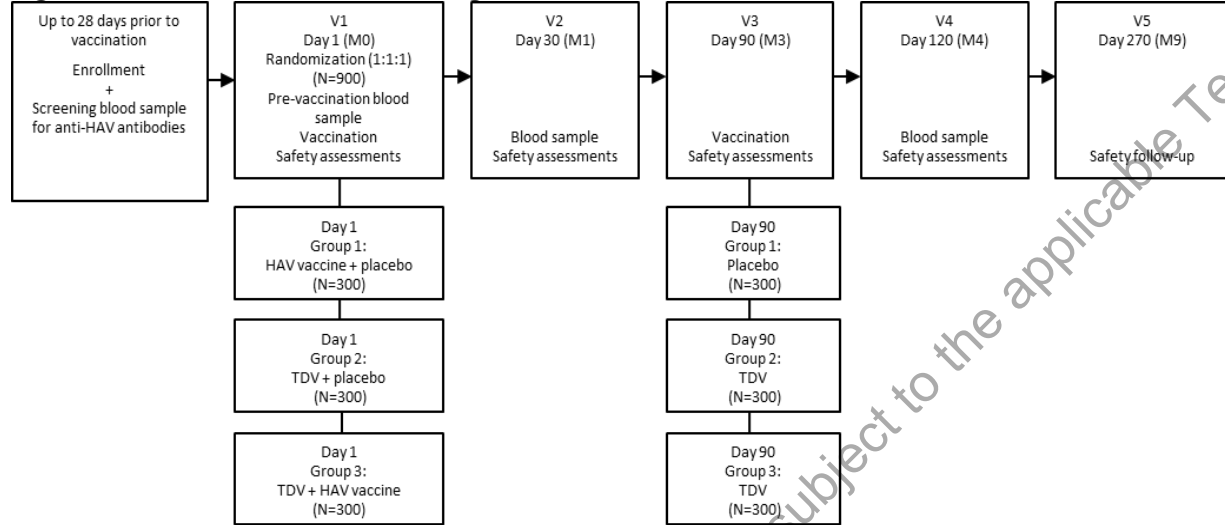 Up to 28 days prior to
vaccination
Enrollment
+
Screening blood sample
for anti-HAV antibodies
V1
Day 1 (M0)
Randomization (1:1:1)
(N=900)
Pre-vaccination blood
sample
Vaccination
Safety assessments
V2
Day 30 (M1)
Blood sample
Safety assessments
V3
Day 90 (M3)
Vaccination
Safety assessments
V4
Day 120 (M4)
Blood sample
Safety assessments
V5
Day 270 (M9)
Safety follow-up
Day 1
Group 1:
HAV vaccine + placebo
(N=300)
Day 90
Group 1:
Placebo
(N=300)
Day 1
Group 2:
TDV + placebo
(N=300)
Day 90
Group 2:
TDV
(N=300)
Day 1
Group 3:
TDV + HAV vaccine
(N=300)
Day 90
Group 3:
TDV
(N=300)
subject to the applicable Te